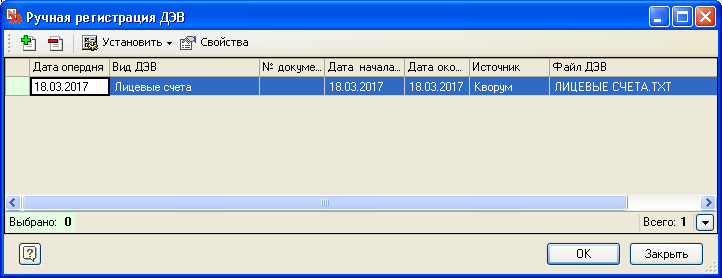 Ручная регистрация ДЭВ
Установить Свойства
Дата опердня Вид ДЭВ № докуме... Дата начала... Дата око... Источник Файл ДЭВ
18.03.2017 Лицевые счета 18.03.2017 18.03.2017 Кворум ЛИЦЕВЫЕ СЧЕТА.TXT
Выбрано: 0 Всего: 1
? OK Закрыть